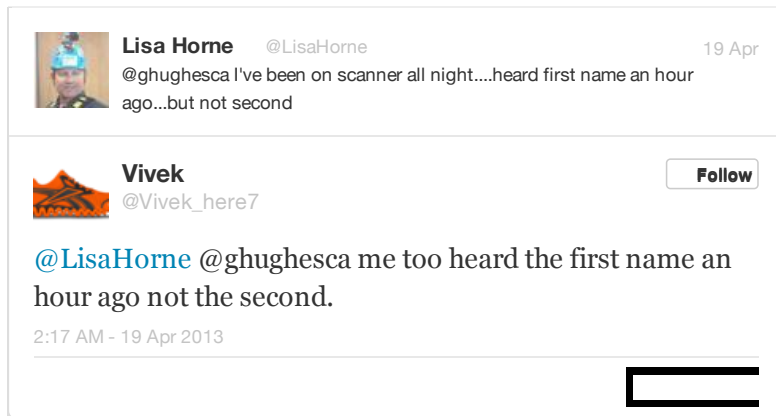 Lisa Horne @LisaHorne 19 Apr
@ghughesca I've been on scanner all night....heard first name an hour
ago...but not second
Vivek Follow
@Vivek_here7
@LisaHorne @ghughesca me too heard the first name an
hour ago not the second.
2:17 AM - 19 Apr 2013